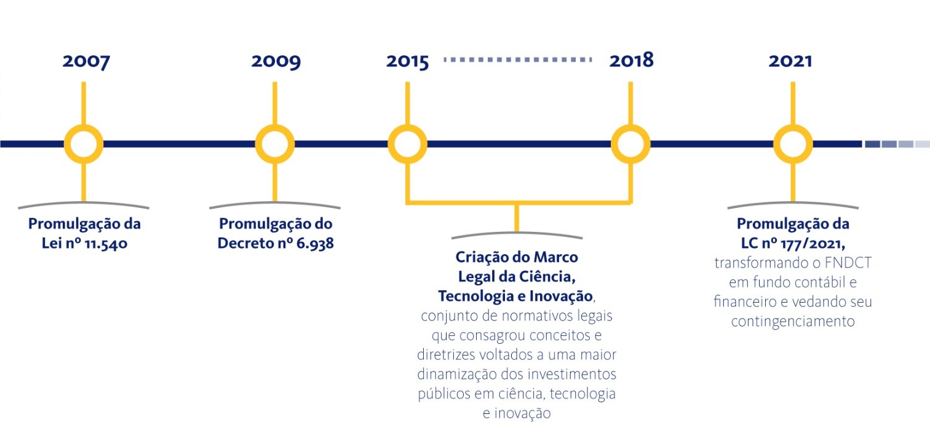 2007
2009
2015
2018
2021
Promulgação da
Lei nº 11.540
Promulgação do
Decreto nº 6.938
Criação do Marco
Legal da Ciência,
Tecnologia e Inovação,
conjunto de normativos legais
que consagrou conceitos e
diretrizes voltados a uma maior
dinamização dos investimentos
públicos em ciência, tecnologia
e inovação
Promulgação da
LC nº 177/2021,
transformando o FNDCT
em fundo contábil e
financeiro e vedando seu
contingenciamento